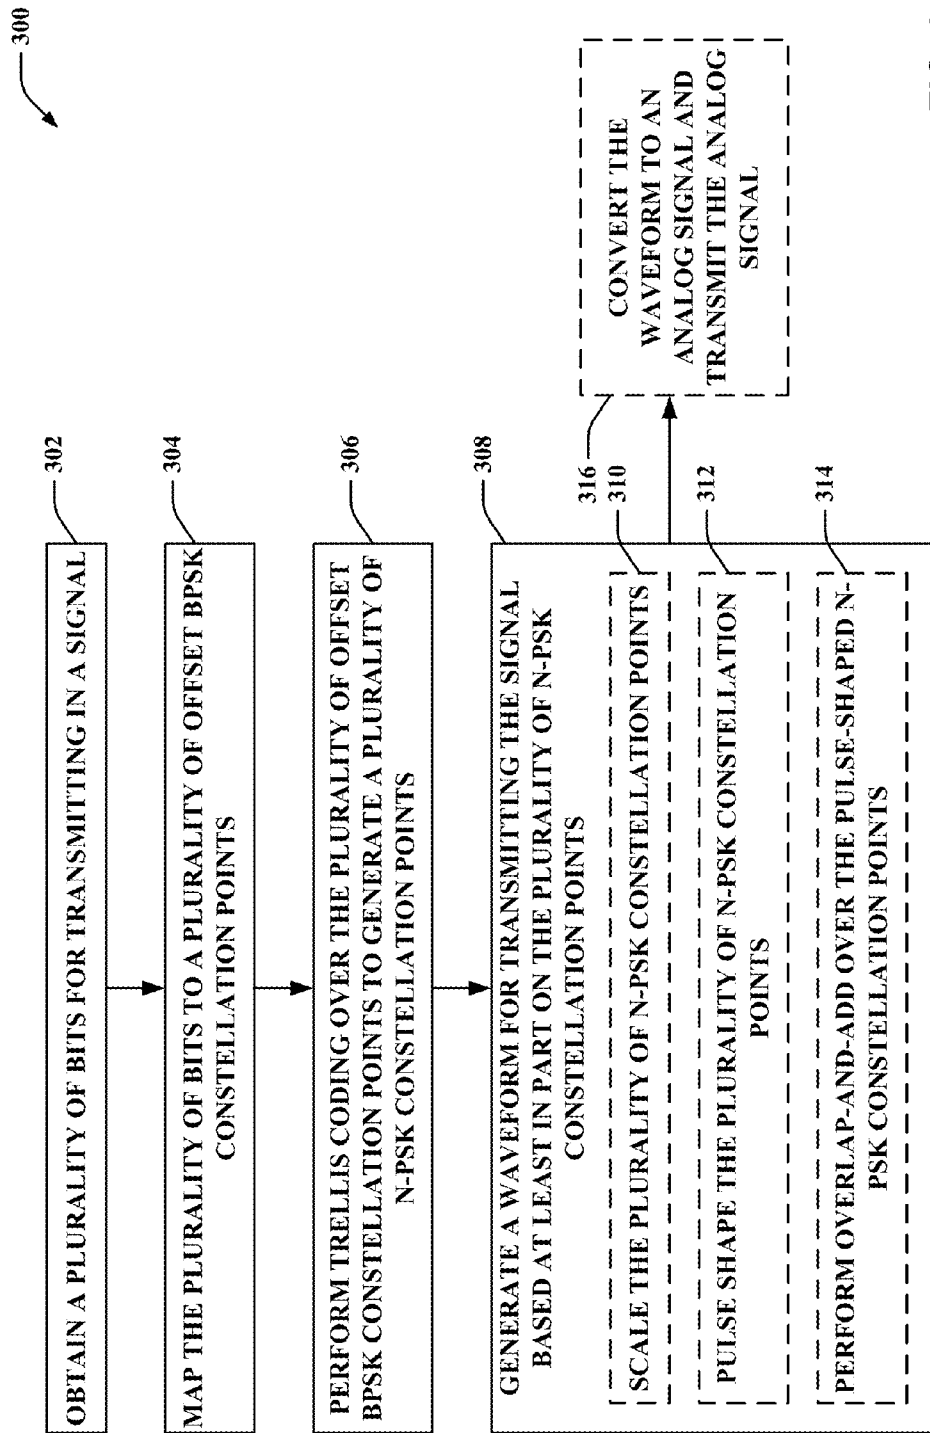 300
OBTAIN A PLURALITY OF BITS FOR TRANSMITTING IN A SIGNAL
302
MAP THE PLURALITY OF BITS TO A PLURALITY OF OFFSET BPSK
CONSTELLATION POINTS
304
PERFORM TRELLIS CODING OVER THE PLURALITY OF OFFSET
BPSK CONSTELLATION POINTS TO GENERATE A PLURALITY OF
N-PSK CONSTELLATION POINTS
306
GENERATE A WAVEFORM FOR TRANSMITTING THE SIGNAL
BASED AT LEAST IN PART ON THE PLURALITY OF N-PSK
CONSTELLATION POINTS
308
SCALE THE PLURALITY OF N-PSK CONSTELLATION POINTS
310
PULSE SHAPE THE PLURALITY OF N-PSK CONSTELLATION
POINTS
312
PERFORM OVERLAP-AND-ADD OVER THE PULSE-SHAPED N-
PSK CONSTELLATION POINTS
314
CONVERT THE
WAVEFORM TO AN
ANALOG SIGNAL AND
TRANSMIT THE ANALOG
SIGNAL
316